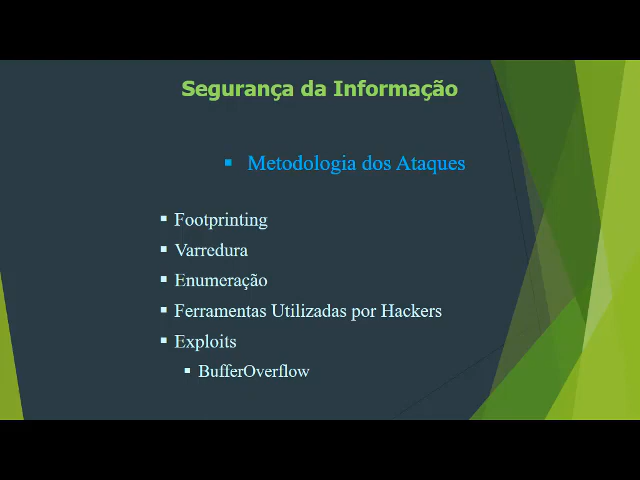 Segurança da Informação
Metodologia dos Ataques
Footprinting
Varredura
Enumeração
Ferramentas Utilizadas por Hackers
Exploits
BufferOverflow